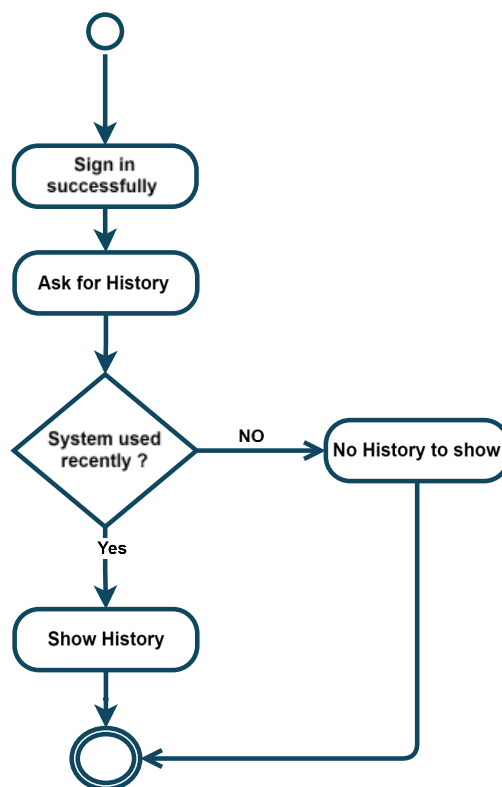 Sign in
successfully
Ask for History
System used
recently ?
NO
No History to show
Yes
Show History